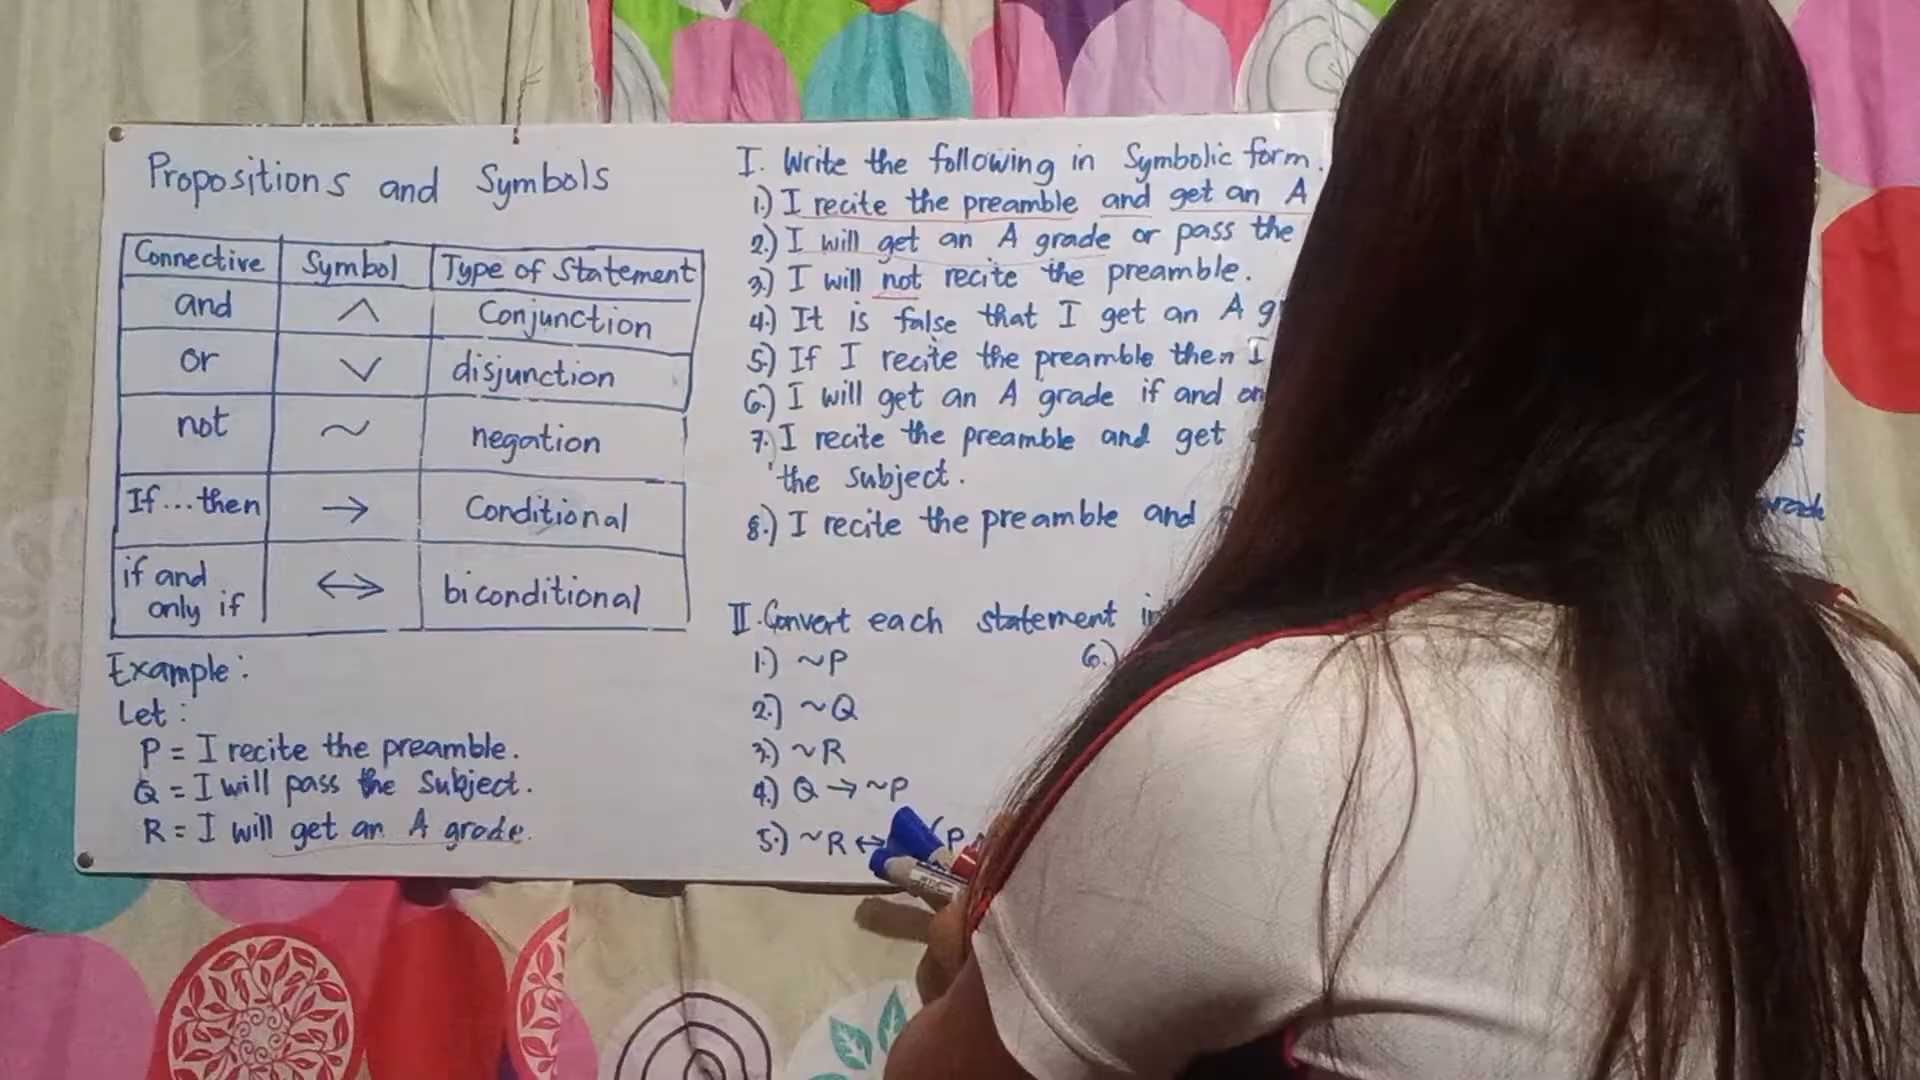 Propositions and Symbols
Connective Symbol Type of Statement
and ∧ Conjunction
or ∨ disjunction
not ~ negation
If...then → Conditional
if and only if ↔ biconditional
Example:
Let:
P = I recite the preamble.
Q = I will pass the Subject.
R = I will get an A grade.
I. Write the following in Symbolic form.
1.) I recite the preamble and get an A
2.) I will get an A grade or pass the
3.) I will not recite the preamble.
4.) It is false that I get an A
5.) If I recite the preamble then I
6.) I will get an A grade if and
7. I recite the preamble and get
the subject.
8.) I recite the preamble and
II. Convert each statement
1.) ~P
2.) ~Q
3.) ~R
4.) Q → ~P
5.) ~R ↔ (P
6.)